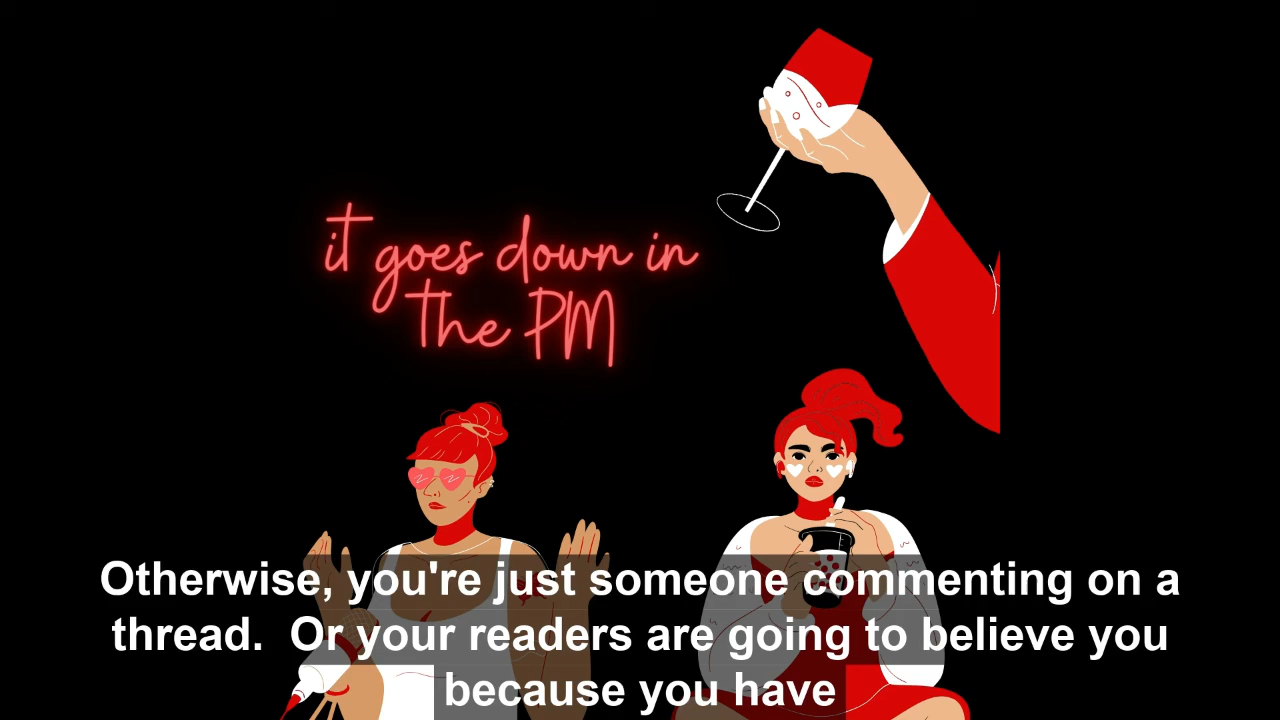 it goes down in
the PM
Otherwise, you're just someone commenting on a
thread.  Or your readers are going to believe you
because you have